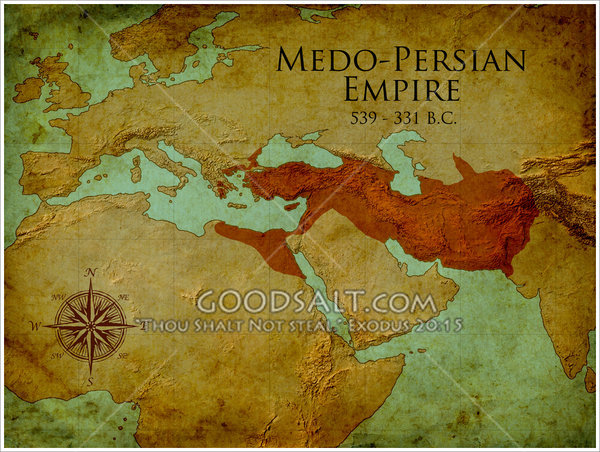 Medo-Persian
Empire
539 - 331 B.C.
GOODSALT.COM
"Thou Shalt Not steal." Exodus 20:15
N
NW
NE
W
E
SW
SE
S